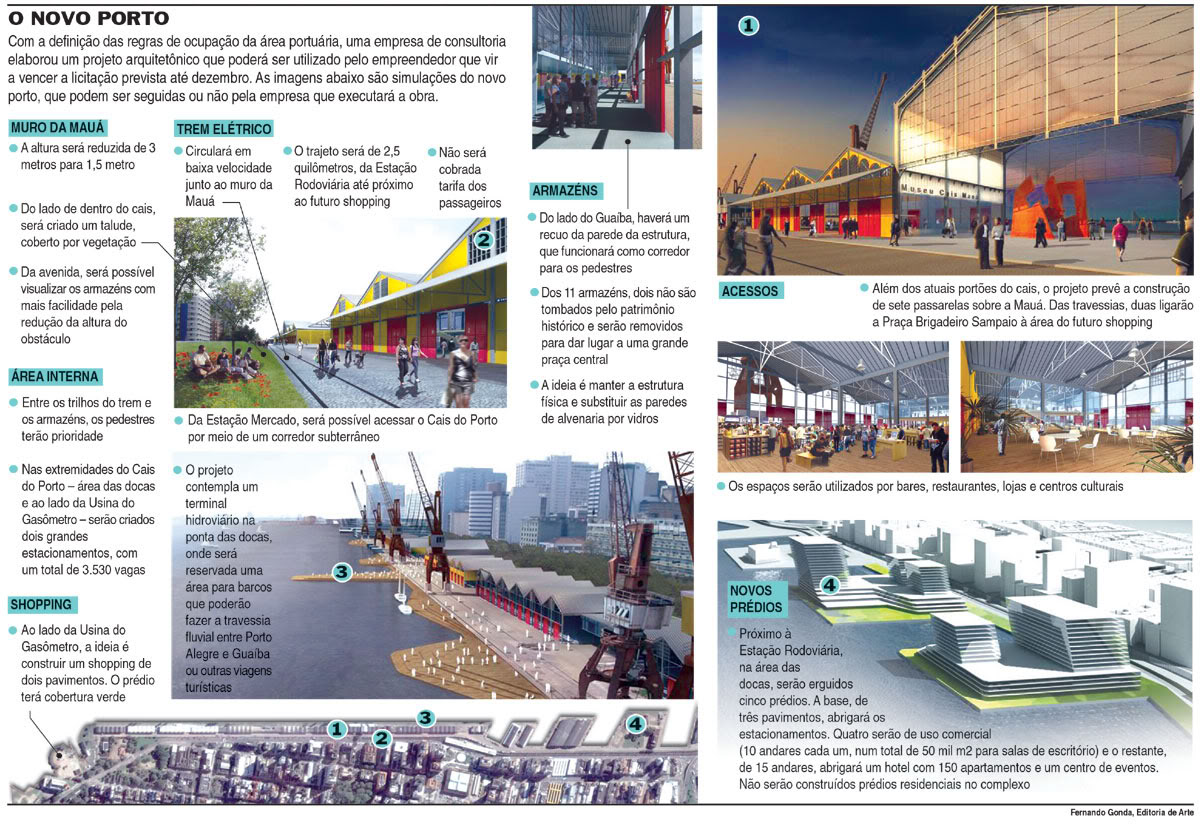 O NOVO PORTO
Com a definição das regras de ocupação da área portuária, uma empresa de consultoria
elaborou um projeto arquitetônico que poderá ser utilizado pelo empreendedor que vir
a vencer a licitação prevista até dezembro. As imagens abaixo são simulações do novo
porto, que podem ser seguidas ou não pela empresa que executará a obra.
MURO DA MAUÁ
A altura será reduzida de 3
metros para 1,5 metro
Do lado de dentro do cais,
será criado um talude,
coberto por vegetação
Da avenida, será possível
visualizar os armazéns com
mais facilidade pela
redução da altura do
obstáculo
ÁREA INTERNA
Entre os trilhos do trem e
os armazéns, os pedestres
terão prioridade
Nas extremidades do Cais
do Porto – área das docas
e ao lado da Usina do
Gasômetro – serão criados
dois grandes
estacionamentos, com
um total de 3.530 vagas
SHOPPING
Ao lado da Usina do
Gasômetro, a ideia é
construir um shopping de
dois pavimentos. O prédio
terá cobertura verde
TREM ELÉTRICO
Circulará em
baixa velocidade
junto ao muro da
Mauá
O trajeto será de 2,5
quilômetros, da Estação
Rodoviária até próximo
ao futuro shopping
Não será
cobrada
tarifa dos
passageiros
2
Da Estação Mercado, será possível acessar o Cais do Porto
por meio de um corredor subterrâneo
O projeto
contempla um
terminal
hidroviário na
ponta das docas,
onde será
reservada uma
área para barcos
que poderão
fazer a travessia
fluvial entre Porto
Alegre e Guaíba
ou outras viagens
turísticas
3
1
2
3
4
ARMAZÉNS
Do lado do Guaíba, haverá um
recuo da parede da estrutura,
que funcionará como corredor
para os pedestres
Dos 11 armazéns, dois não são
tombados pelo patrimônio
histórico e serão removidos
para dar lugar a uma grande
praça central
A ideia é manter a estrutura
física e substituir as paredes
de alvenaria por vidros
1
Museu Cais Mauá
ACESSOS
Além dos atuais portões do cais, o projeto prevê a construção
de sete passarelas sobre a Mauá. Das travessias, duas ligarão
a Praça Brigadeiro Sampaio à área do futuro shopping
Os espaços serão utilizados por bares, restaurantes, lojas e centros culturais
4
NOVOS
PRÉDIOS
Próximo à
Estação Rodoviária,
na área das
docas, serão erguidos
cinco prédios. A base, de
três pavimentos, abrigará os
estacionamentos. Quatro serão de uso comercial
(10 andares cada um, num total de 50 mil m2 para salas de escritório) e o restante,
de 15 andares, abrigará um hotel com 150 apartamentos e um centro de eventos.
Não serão construídos prédios residenciais no complexo
Fernando Gonda, Editoria de Arte